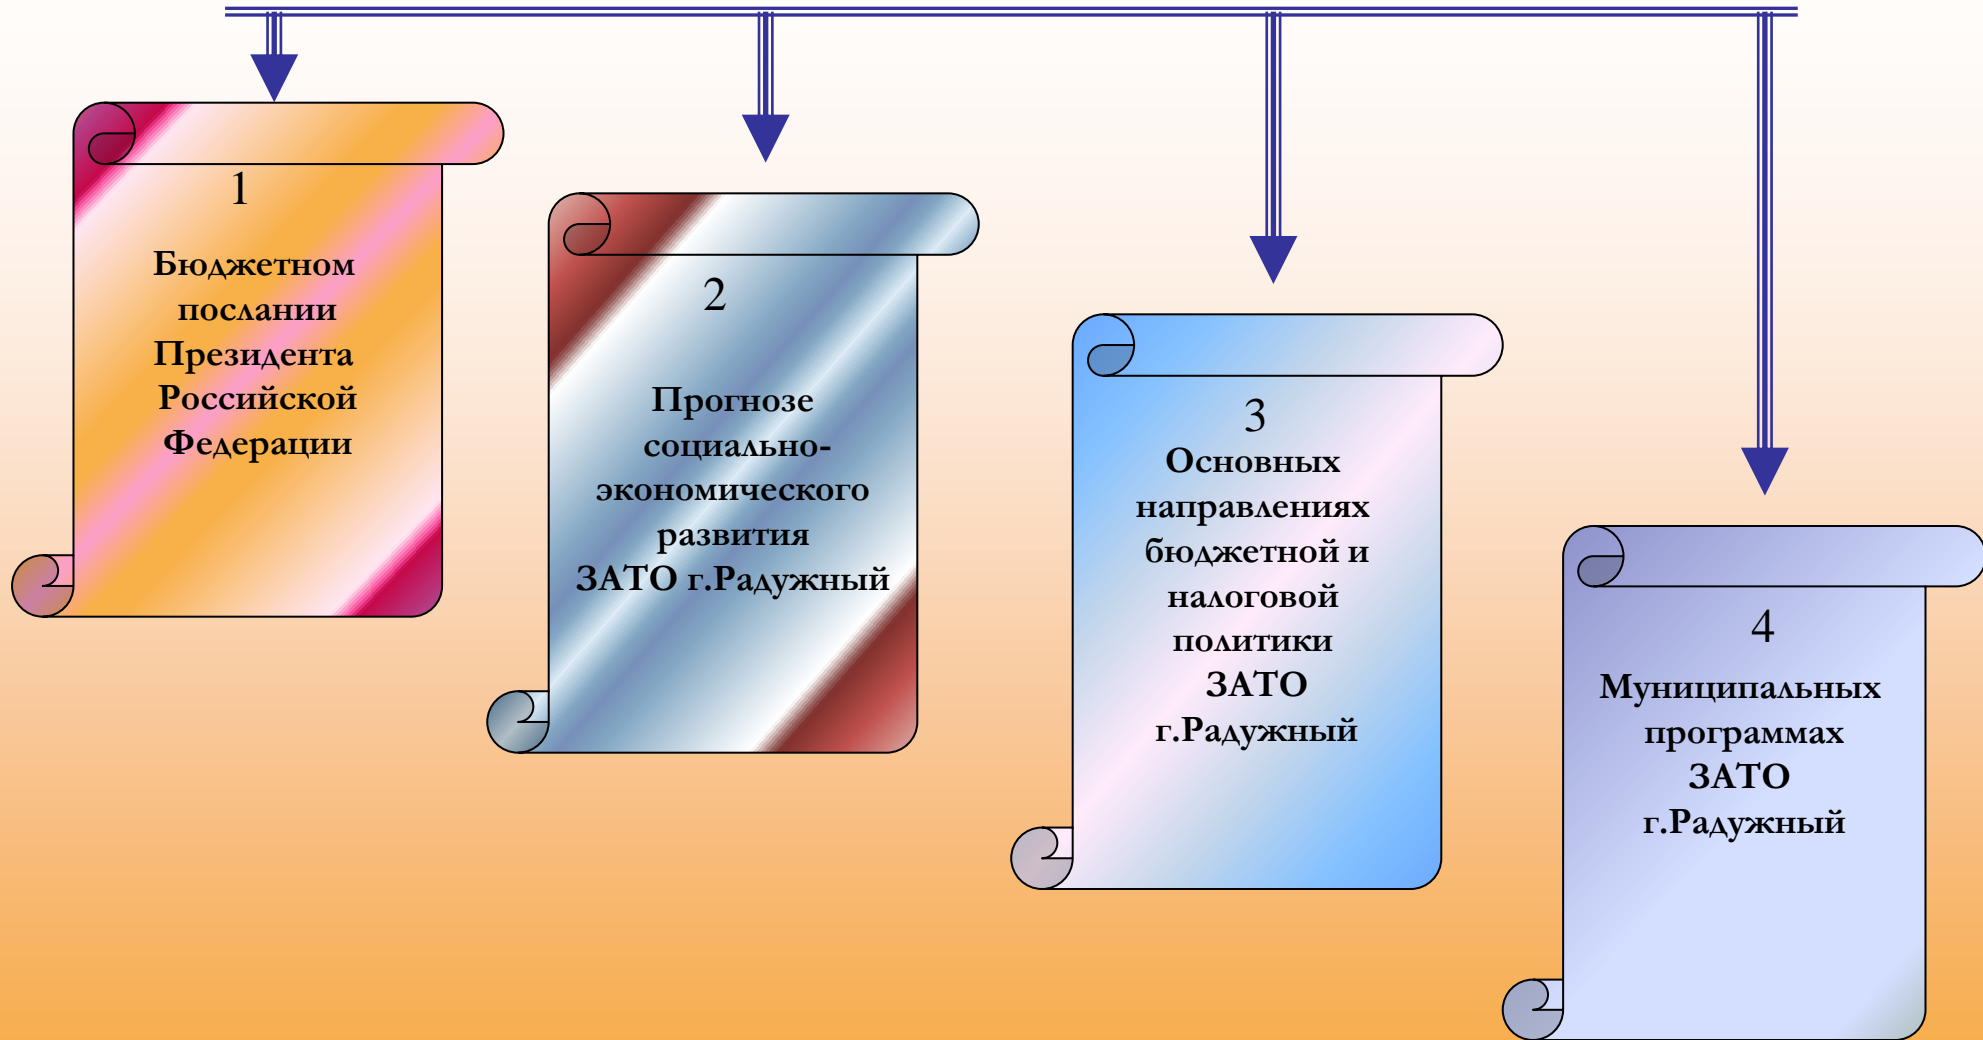 1
Бюджетном
послании
Президента
Российской
Федерации
2
Прогнозе
социально-
экономического
развития
ЗАТО г.Радужный
3
Основных
направлениях
бюджетной и
налоговой
политики
ЗАТО
г.Радужный
4
Муниципальных
программах
ЗАТО
г.Радужный